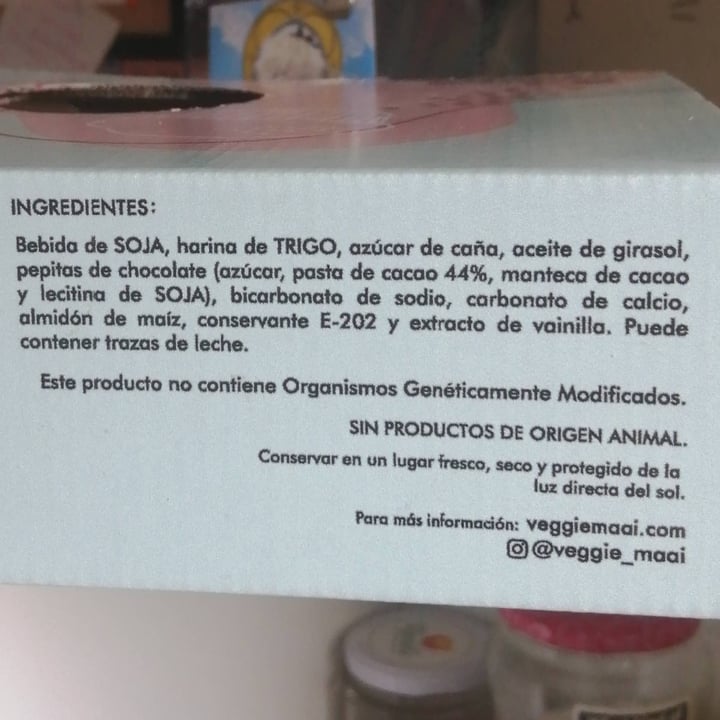 INGREDIENTES:
Bebida de SOJA, harina de TRIGO, azúcar de caña, aceite de girasol,
pepitas de chocolate (azúcar, pasta de cacao 44%, manteca de cacao
y lecitina de SOJA), bicarbonato de sodio, carbonato de calcio,
almidón de maíz, conservante E-202 y extracto de vainilla. Puede
contener trazas de leche.
Este producto no contiene Organismos Genéticamente Modificados.
SIN PRODUCTOS DE ORIGEN ANIMAL.
Conservar en un lugar fresco, seco y protegido de la
luz directa del sol.
Para más información: veggiemaai.com
@veggie_maai